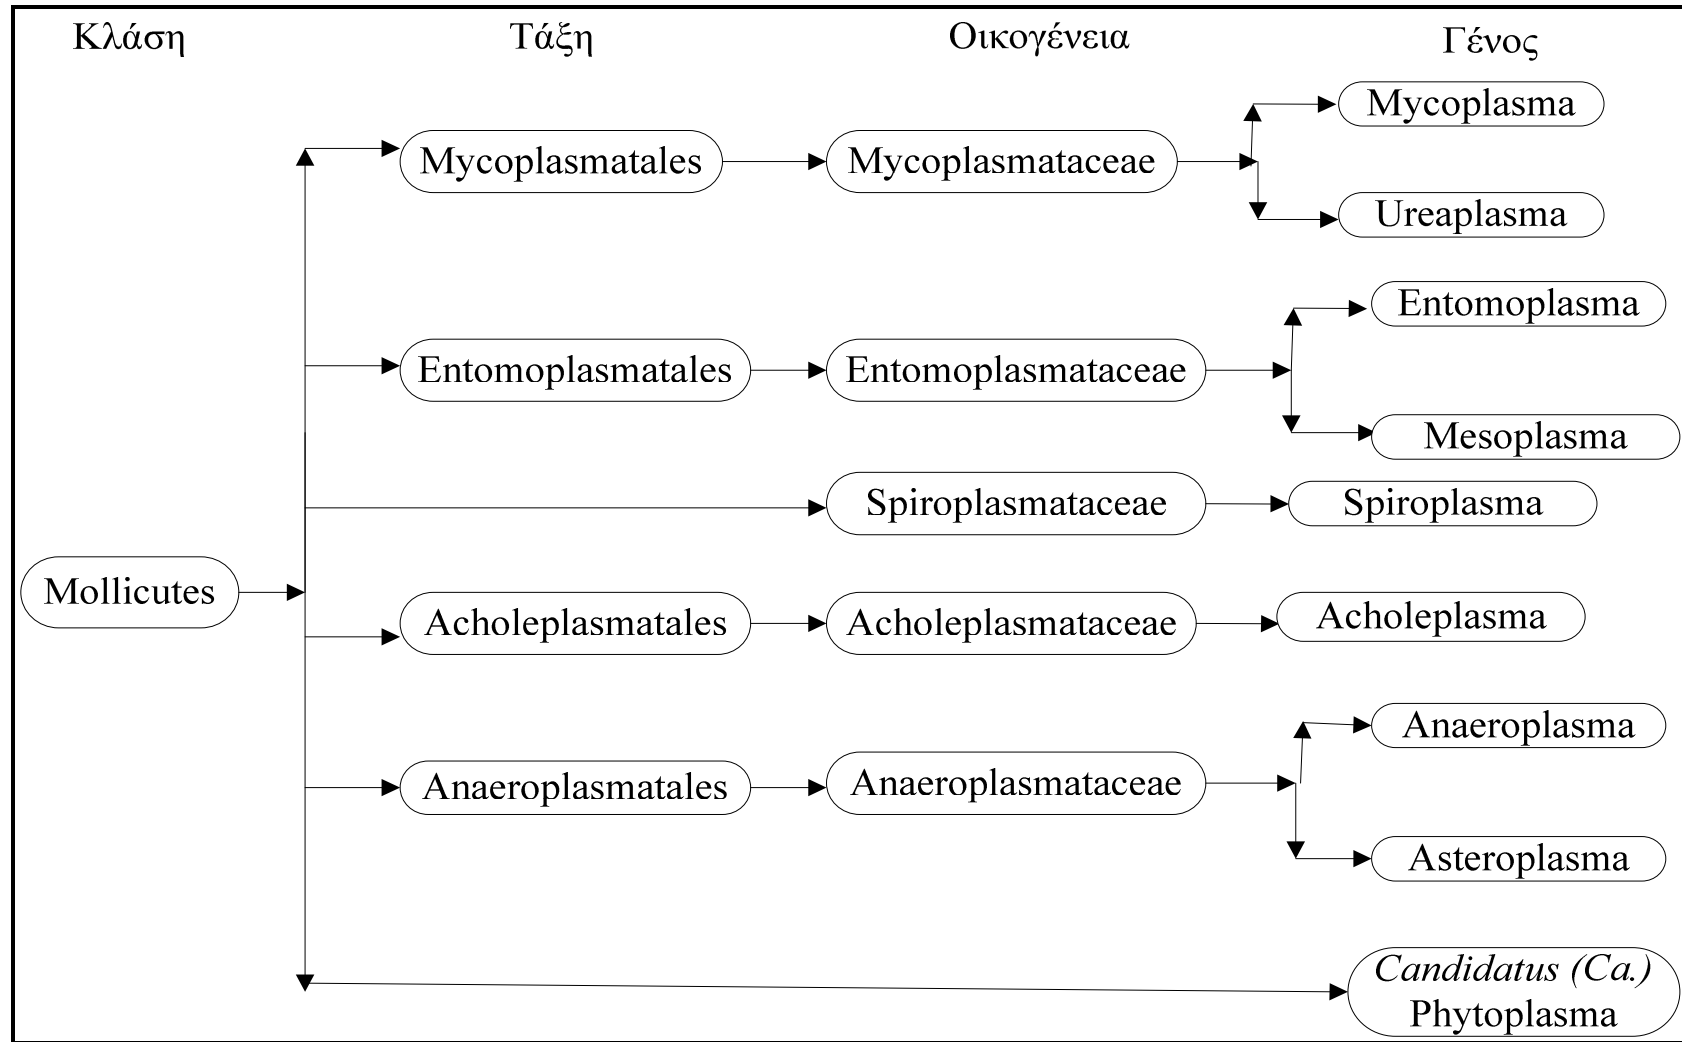 Κλάση
Τάξη
Οικογένεια
Γένος
Mycoplasma
Mycoplasmatales
Mycoplasmataceae
Ureaplasma
Entomoplasma
Entomoplasmatales
Entomoplasmataceae
Mesoplasma
Spiroplasmataceae
Spiroplasma
Mollicutes
Acholeplasmatales
Acholeplasmataceae
Acholeplasma
Anaeroplasma
Anaeroplasmatales
Anaeroplasmataceae
Asteroplasma
Candidatus (Ca.)
Phytoplasma